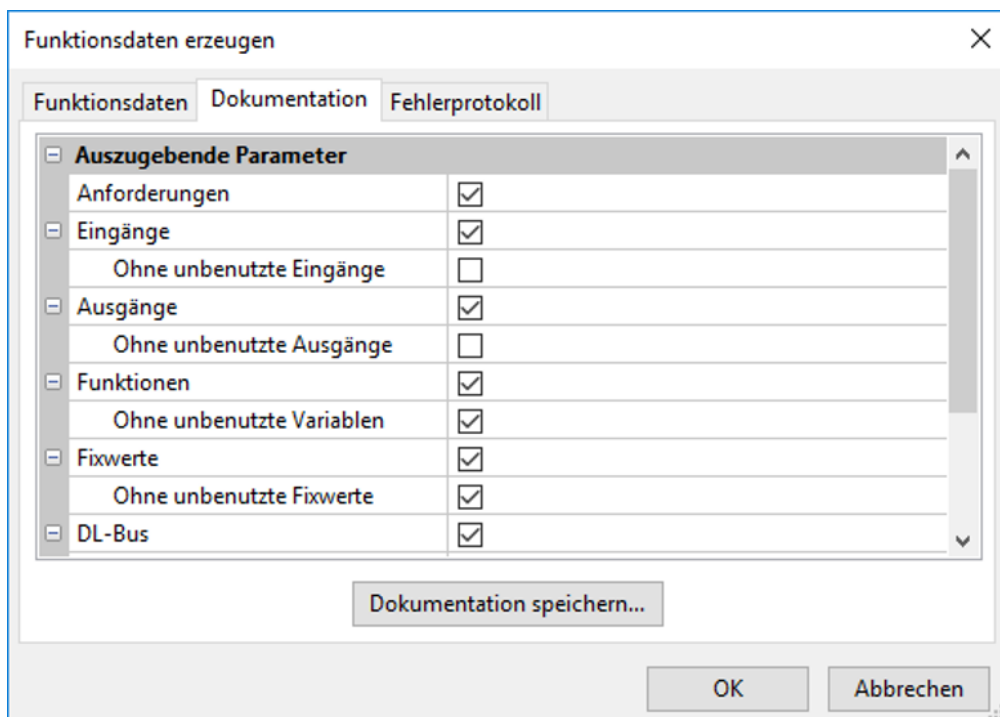 Funktionsdaten erzeugen
Funktionsdaten Dokumentation Fehlerprotokoll
Auszugebende Parameter
Anforderungen
Eingänge
Ohne unbenutzte Eingänge
Ausgänge
Ohne unbenutzte Ausgänge
Funktionen
Ohne unbenutzte Variablen
Fixwerte
Ohne unbenutzte Fixwerte
DL-Bus
Dokumentation speichern...
OK Abbrechen